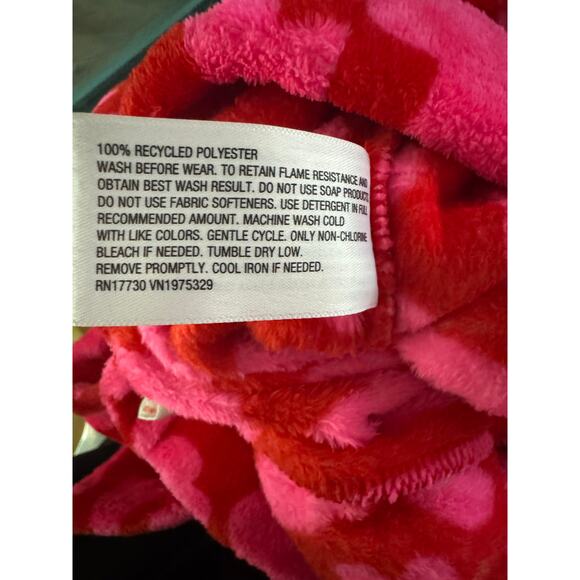 100% RECYCLED POLYESTER
WASH BEFORE WEAR. TO RETAIN FLAME RESISTANCE AND
OBTAIN BEST WASH RESULT. DO NOT USE SOAP PRODUCTS.
DO NOT USE FABRIC SOFTENERS. USE DETERGENT IN FULL
RECOMMENDED AMOUNT. MACHINE WASH COLD
WITH LIKE COLORS. GENTLE CYCLE. ONLY NON-CHLORINE
BLEACH IF NEEDED. TUMBLE DRY LOW.
REMOVE PROMPTLY. COOL IRON IF NEEDED.
RN17730 VN1975329